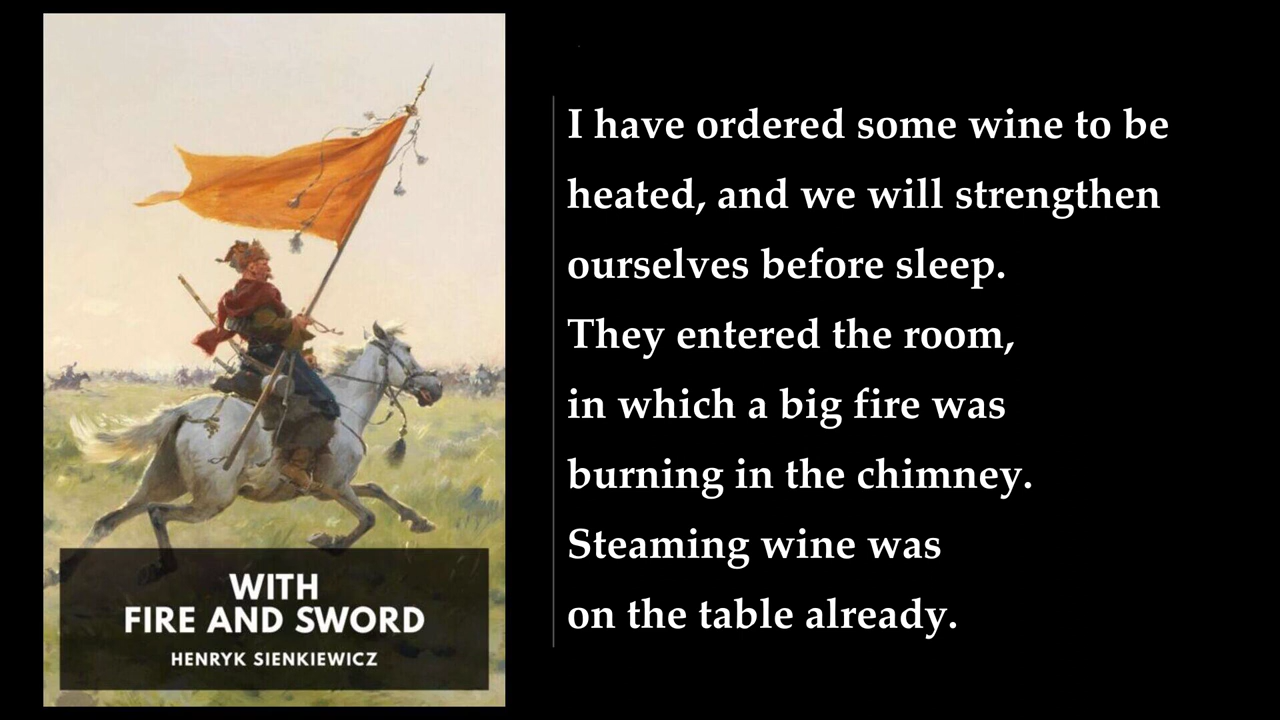 WITH
FIRE AND SWORD
HENRYK SIENKIEWICZ
I have ordered some wine to be
heated, and we will strengthen
ourselves before sleep.
They entered the room,
in which a big fire was
burning in the chimney.
Steaming wine was
on the table already.